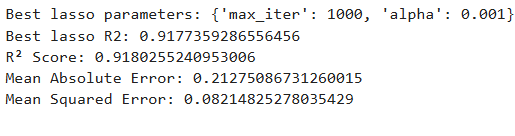 Best lasso parameters: {'max_iter': 1000, 'alpha': 0.001}
Best lasso R2: 0.9177359286556456
R² Score: 0.9180255240953006
Mean Absolute Error: 0.21275086731260015
Mean Squared Error: 0.08214825278035429